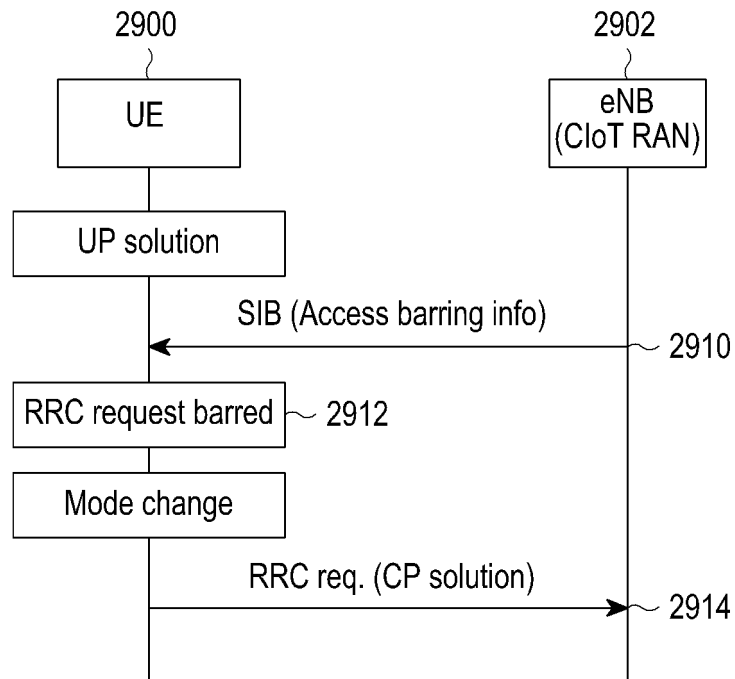 2900
2902
UE
eNB
(CIoT RAN)
UP solution
SIB (Access barring info)
2910
RRC request barred
2912
Mode change
RRC req. (CP solution)
2914